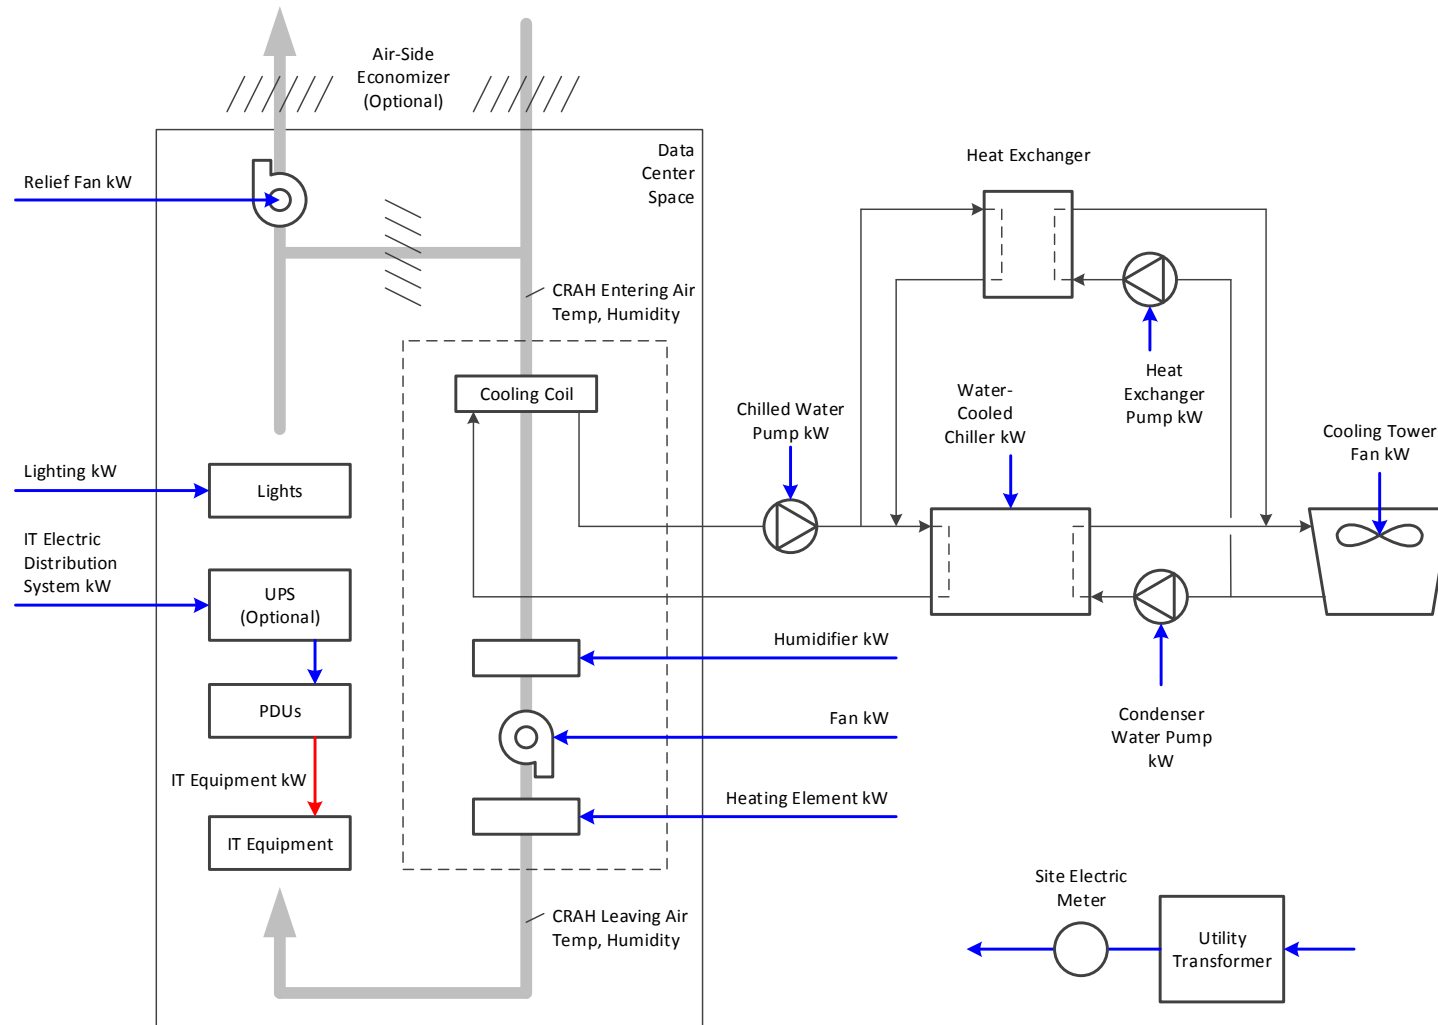 Air-Side
Economizer
(Optional)
Data
Center
Space
Relief Fan kW
Heat Exchanger
CRAH Entering Air
Temp, Humidity
Heat
Exchanger
Pump kW
Cooling Coil
Chilled Water
Pump kW
Water-
Cooled
Chiller kW
Cooling Tower
Fan kW
Lighting kW
Lights
IT Electric
Distribution
System kW
UPS
(Optional)
Humidifier kW
PDUs
Fan kW
Condenser
Water Pump
kW
IT Equipment kW
Heating Element kW
IT Equipment
CRAH Leaving Air
Temp, Humidity
Site Electric
Meter
Utility
Transformer